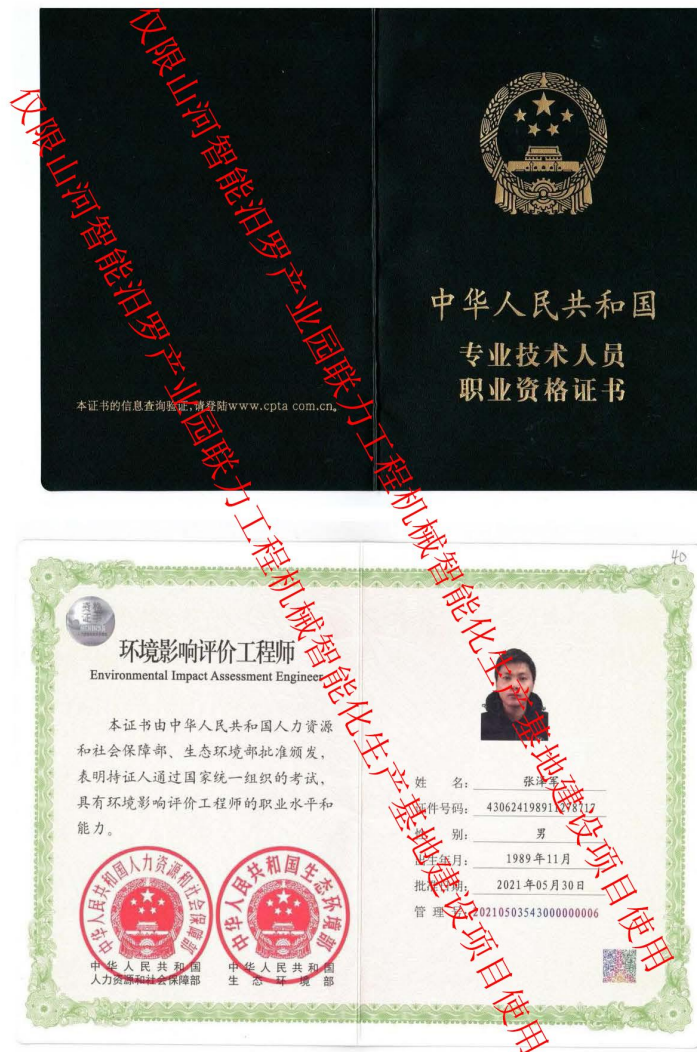 中华人民共和国
专业技术人员
职业资格证书
本证书的信息查询验证,请登陆www.cpta com.cn。
仅限山河智能汨罗产业园联力工程机械智能化生产基地建设项目使用
仅限山河智能汨罗产业园联力工程机械智能化生产基地建设项目使用
40
环境影响评价工程师
Environmental Impact Assessment Engineer
本证书由中华人民共和国人力资源
和社会保障部、生态环境部批准颁发,
表明持证人通过国家统一组织的考试,
具有环境影响评价工程师的职业水平和
能力。
中华人民共和国人力资源和社会保障部
中华人民共和国生态环境部
中华人民共和国
人力资源和社会保障部
中华人民共和国
生态环境部
姓 名: 张泽军
证件号码: 430624198911278717
性 别: 男
出生年月: 1989年11月
批准日期: 2021年05月30日
管 理 号: 20210503543000000006